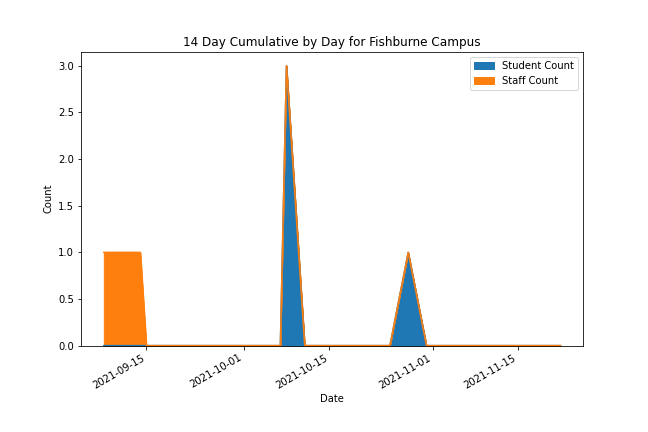 14 Day Cumulative by Day for Fishburne Campus
Student Count
Staff Count
Count
3.0
2.5
2.0
1.5
1.0
0.5
0.0
2021-09-15
2021-10-01
2021-10-15
2021-11-01
2021-11-15
Date